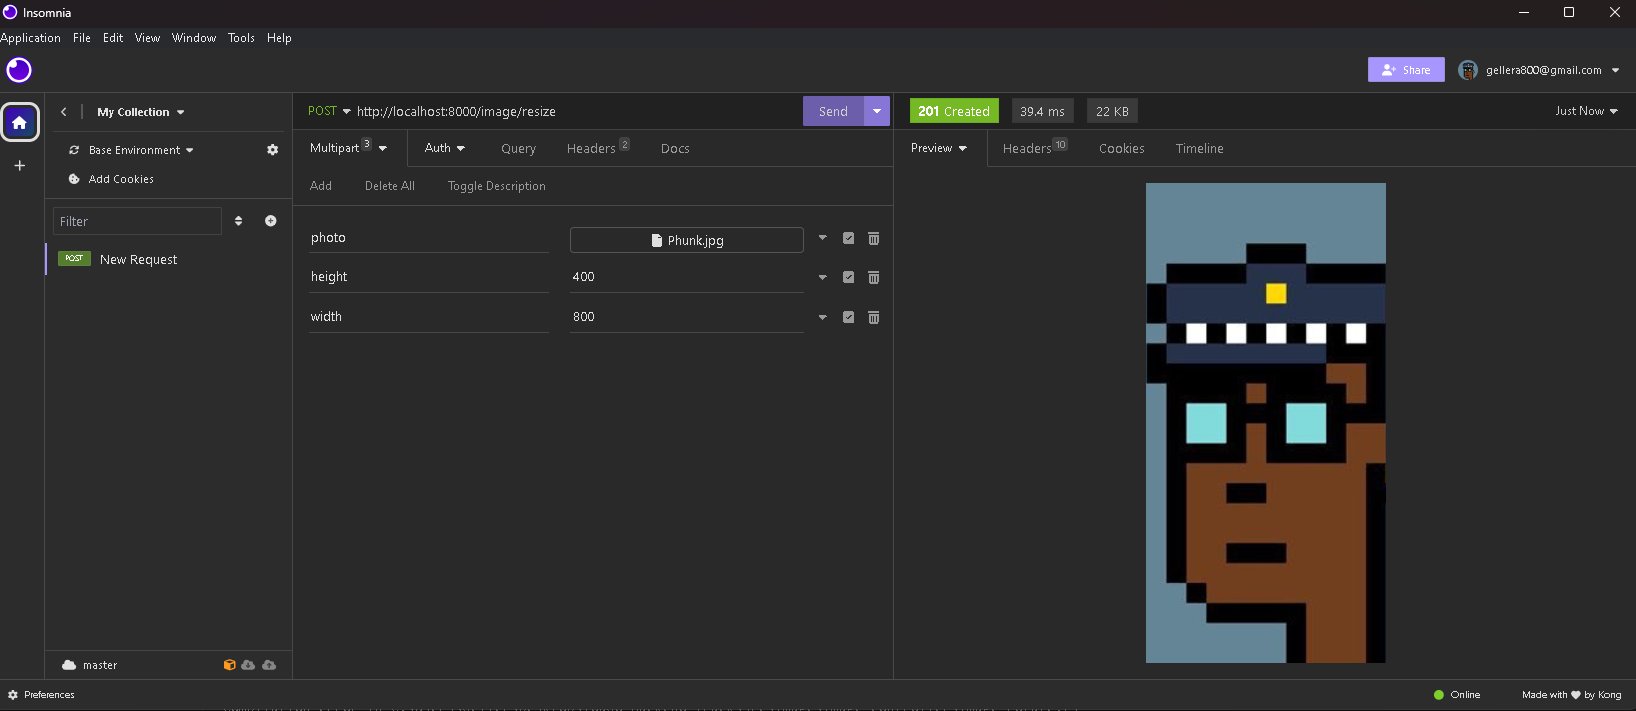 Insomnia
Application File Edit View Window Tools Help
Share gellera800@gmail.com
My Collection
POST http://localhost:8000/image/resize Send
201 Created 39.4 ms 22 KB Just Now
Base Environment
Multipart 3 Auth Query Headers 2 Docs
Preview Headers 10 Cookies Timeline
Add Cookies
Add Delete All Toggle Description
Filter
photo Phunk.jpg
POST New Request
height 400
width 800
master
Preferences
Online Made with by Kong